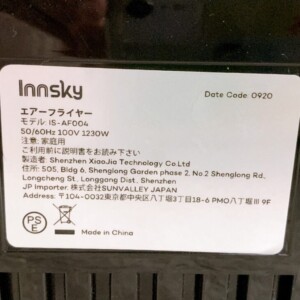 Innsky
Date Code: 0920
エアーフライヤー
モデル: IS-AF004
50/60Hz 100V 1230W
注意: 家庭用
ご利用前に説明書をお読み下さい
製造者: Shenzhen XiaoJia Technology Co.Ltd
住所: 505, Bldg 6, Shenglong Garden phase 2, No.2 Shenglong Rd,
Longcheng St, Longgang Dist, Shenzhen
JP Importer: 株式会社SUNVALLEY JAPAN
Address: 〒104-0032東京都中央区八丁堀3丁目18-6 PMO八丁堀III 9F
PSE
Made in China